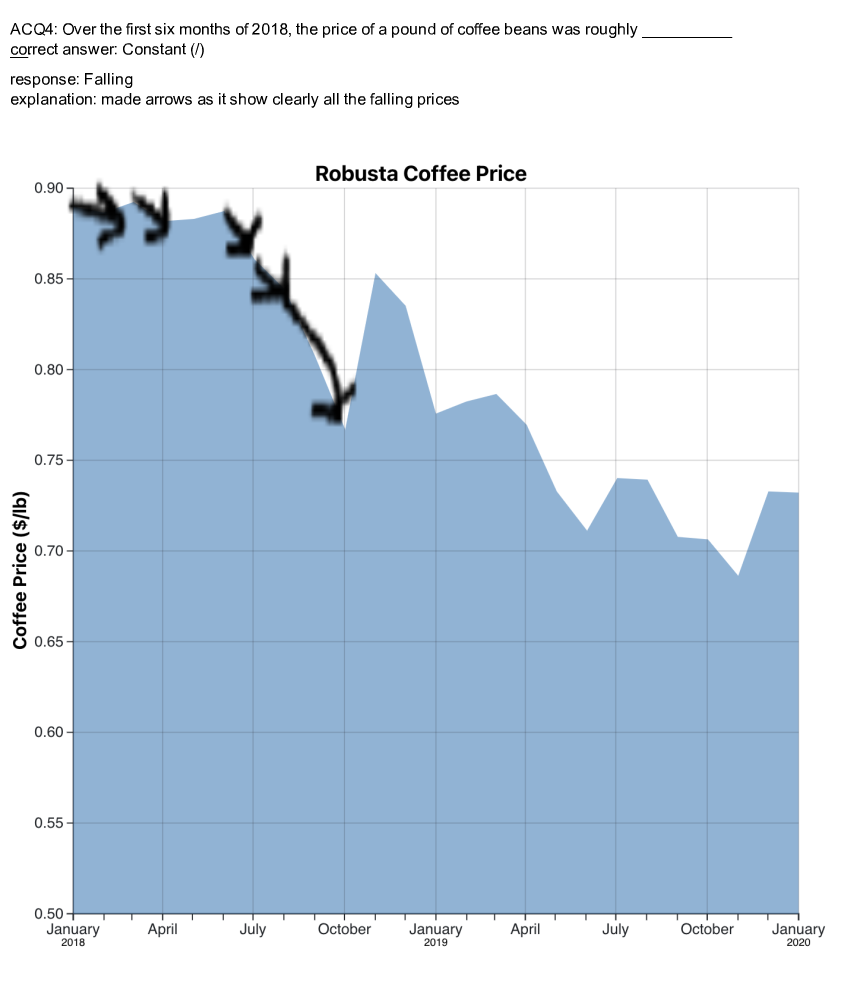 ACQ4: Over the first six months of 2018, the price of a pound of coffee beans was roughly ___________
correct answer: Constant (/)
response: Falling
explanation: made arrows as it show clearly all the falling prices
Robusta Coffee Price
0.90
0.85
0.80
0.75
0.70
0.65
0.60
0.55
0.50
Coffee Price ($/lb)
January April July October January April July October January
2018 2019 2020